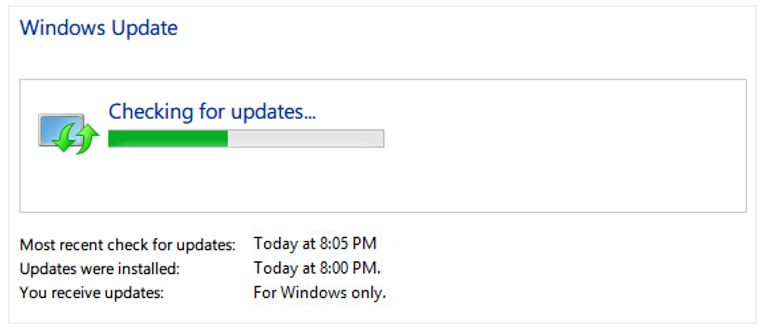 Windows Update
Checking for updates...
Most recent check for updates: Today at 8:05 PM
Updates were installed: Today at 8:00 PM.
You receive updates: For Windows only.